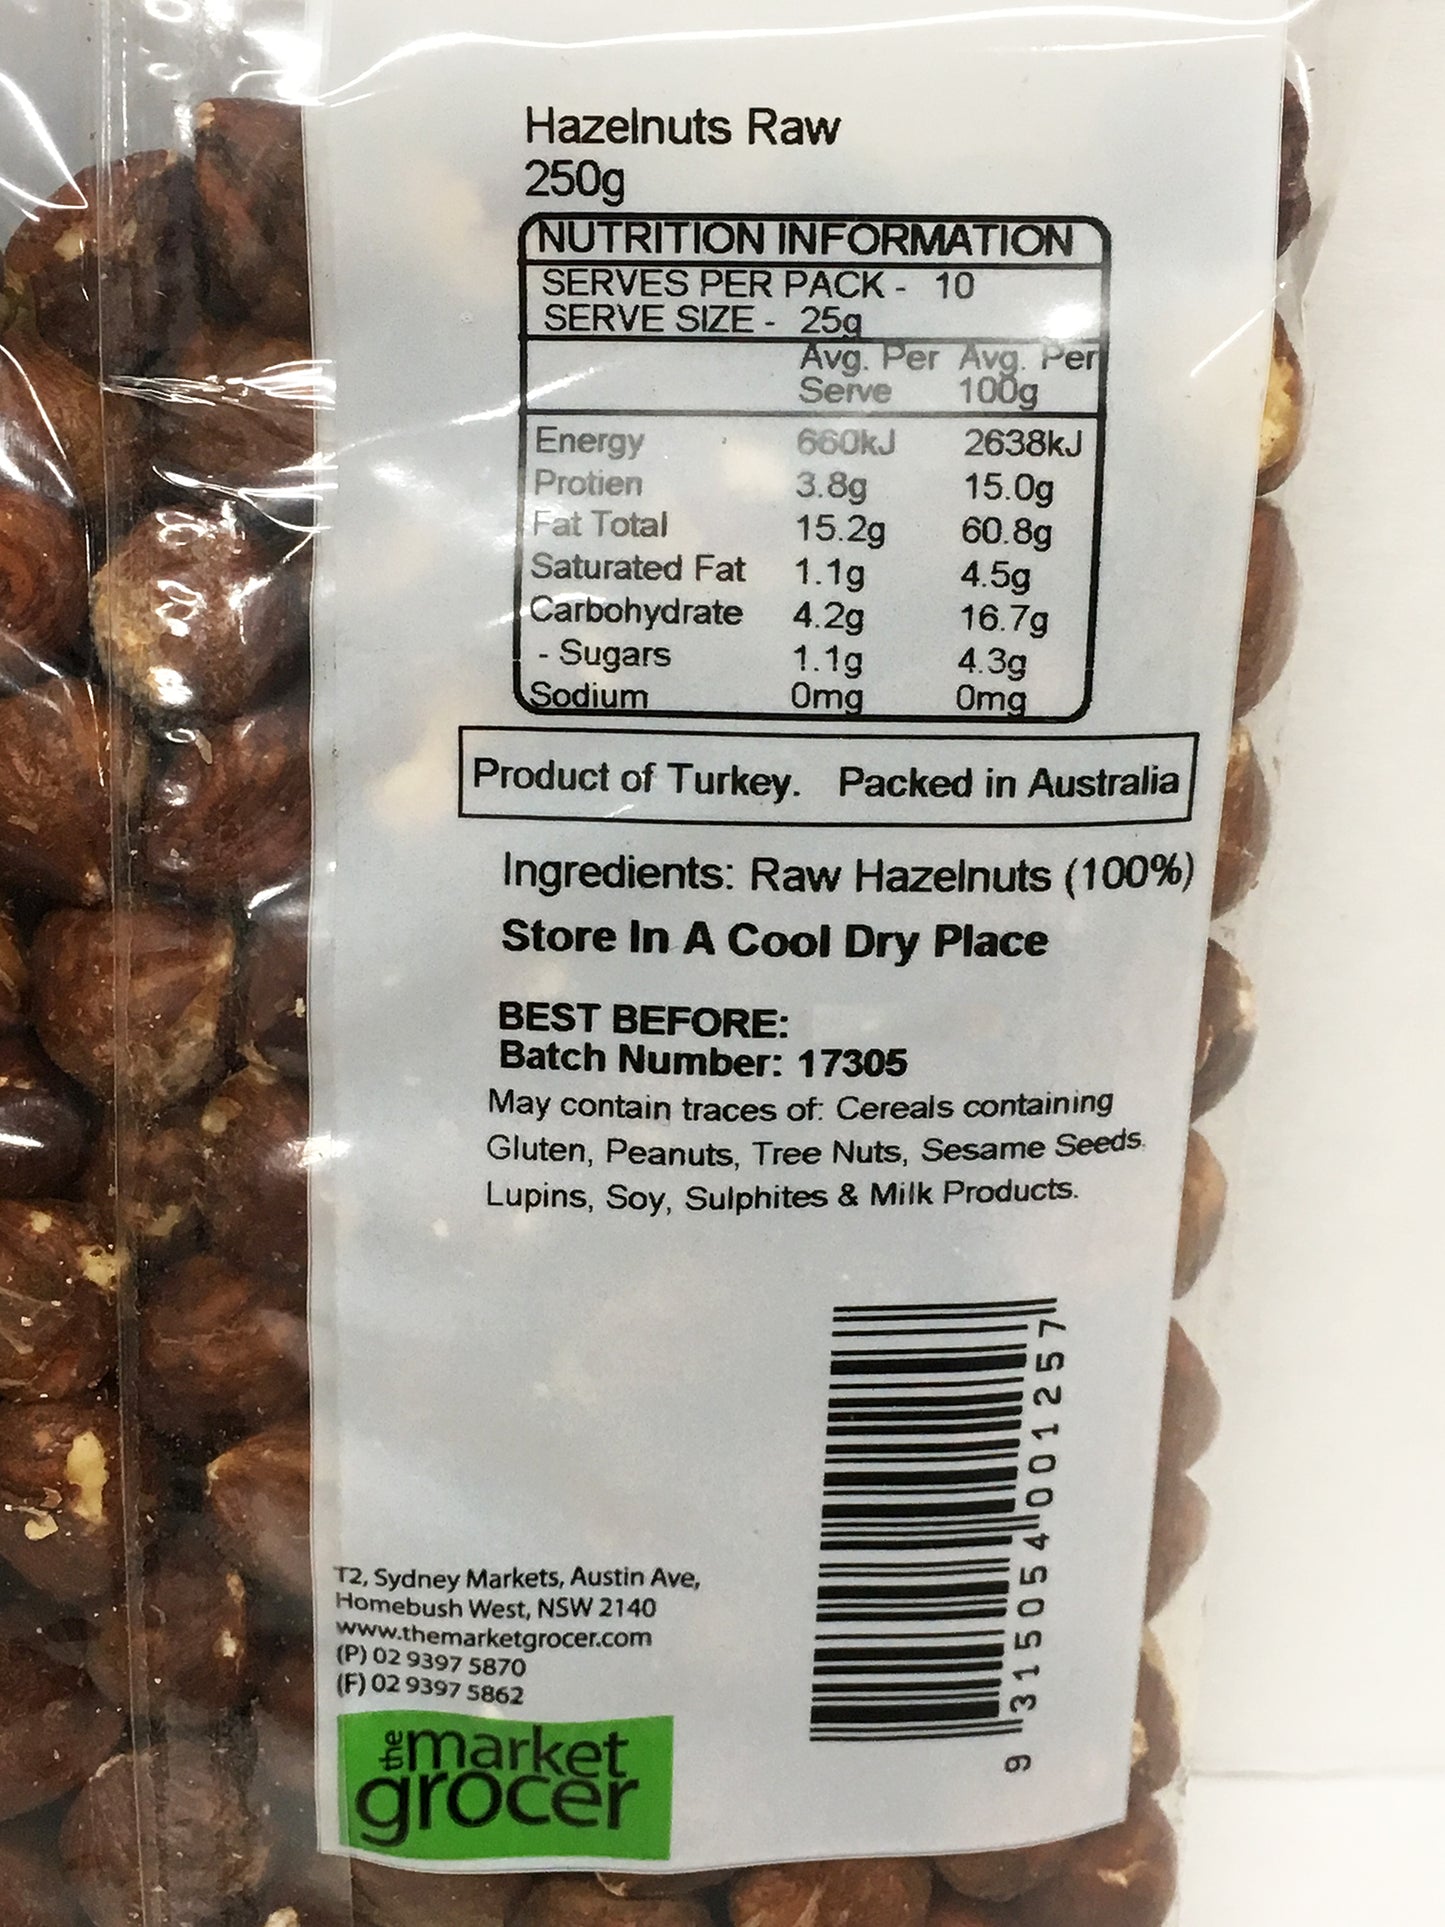 Hazelnuts Raw
250g
NUTRITION INFORMATION
SERVES PER PACK - 10
SERVE SIZE - 25g
Avg. Per Avg. Per
Serve 100g
Energy 660kJ 2638kJ
Protien 3.8g 15.0g
Fat Total 15.2g 60.8g
Saturated Fat 1.1g 4.5g
Carbohydrate 4.2g 16.7g
- Sugars 1.1g 4.3g
Sodium 0mg 0mg
Product of Turkey. Packed in Australia
Ingredients: Raw Hazelnuts (100%)
Store In A Cool Dry Place
BEST BEFORE:
Batch Number: 17305
May contain traces of: Cereals containing
Gluten, Peanuts, Tree Nuts, Sesame Seeds
Lupins, Soy, Sulphites & Milk Products.
9 315054 001257
T2, Sydney Markets, Austin Ave,
Homebush West, NSW 2140
www.themarketgrocer.com
(P) 02 9397 5870
(F) 02 9397 5862
the market
grocer